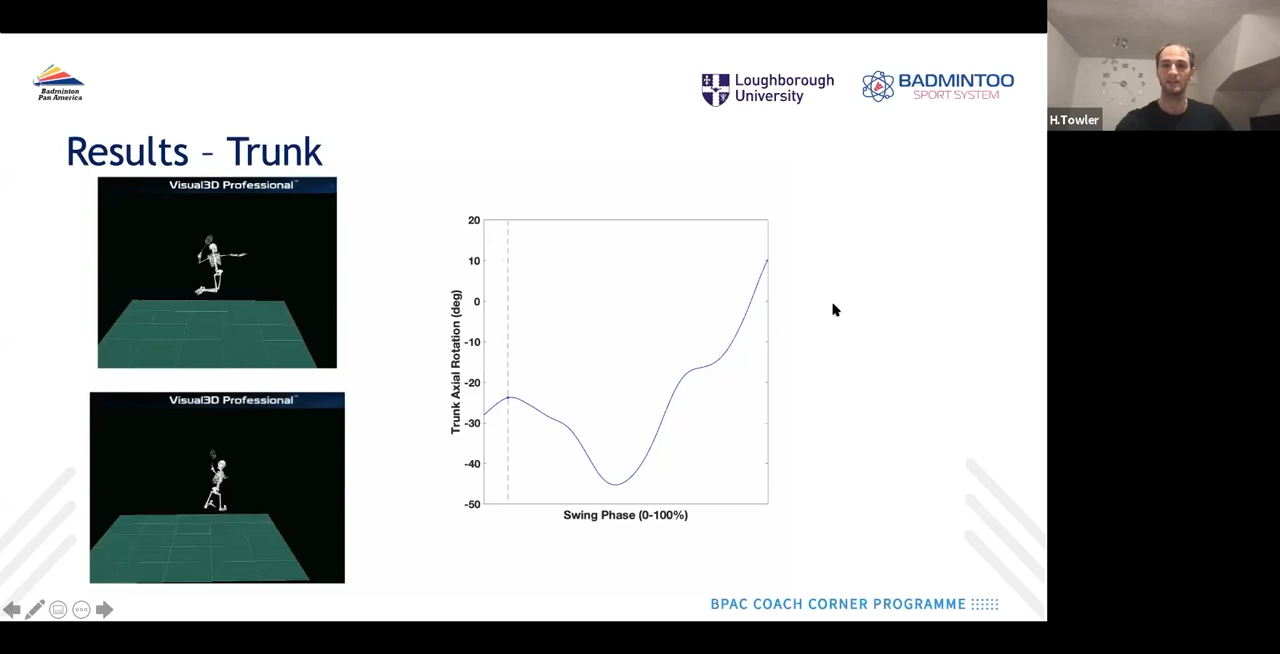 Badminton
Pan America
Loughborough
University
BADMINTOO
SPORT SYSTEM
H.Towler
Results - Trunk
Visual3D Professional™
Visual3D Professional™
Trunk Axial Rotation (deg)
20
10
0
-10
-20
-30
-40
-50
Swing Phase (0-100%)
BPAC COACH CORNER PROGRAMME